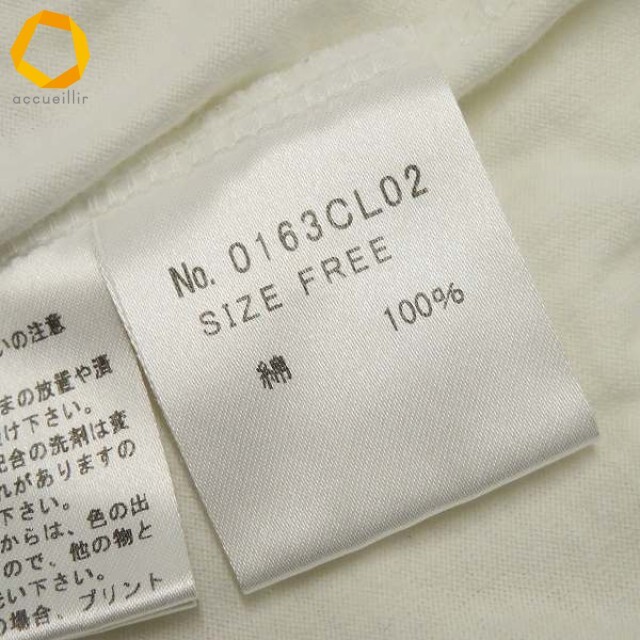 accueillir
No. 0163CL02
SIZE FREE
綿 100%
いの注意
まの放置や漬
け下さい。
配合の洗剤は変
れがありますの
下さい。
からは、色の出
ので、他の物と
い下さい。
の場合、プリント